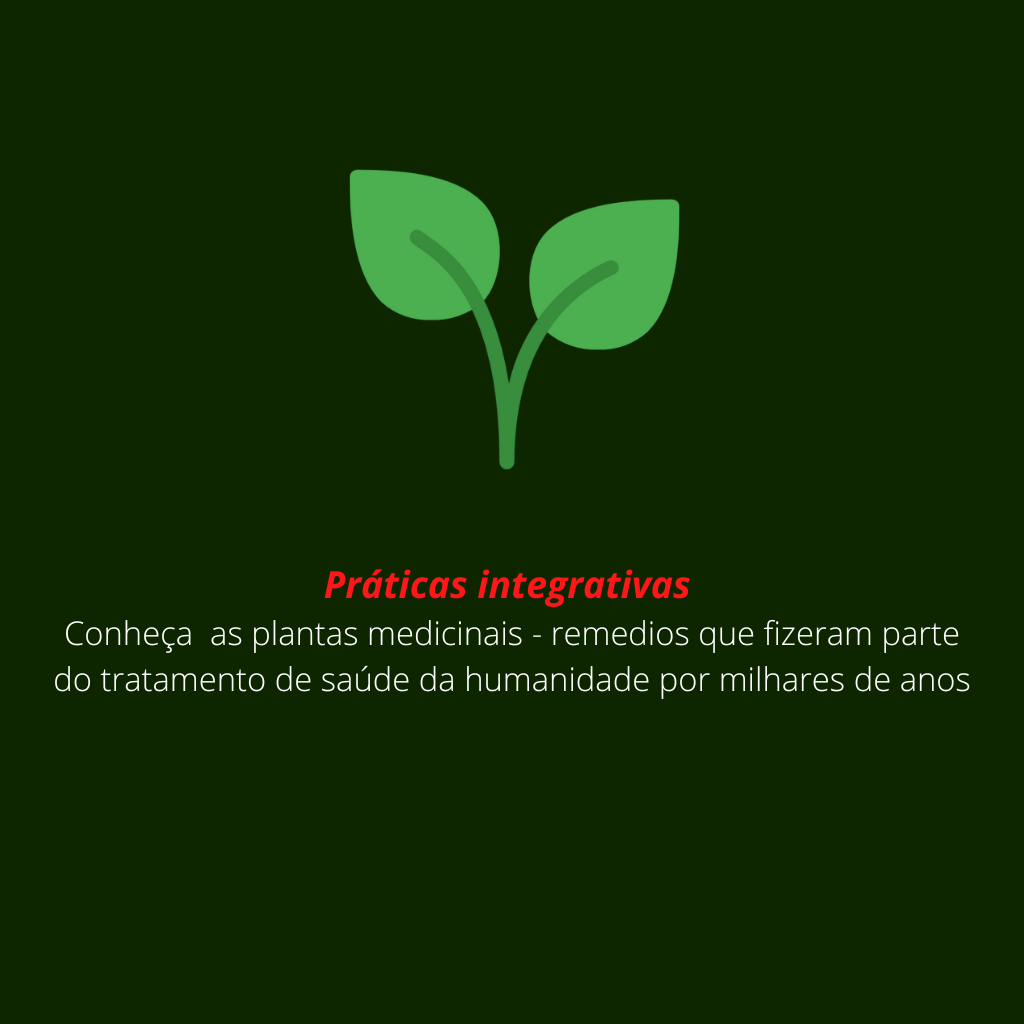 Práticas integrativas
Conheça  as plantas medicinais - remedios que fizeram parte
do tratamento de saúde da humanidade por milhares de anos